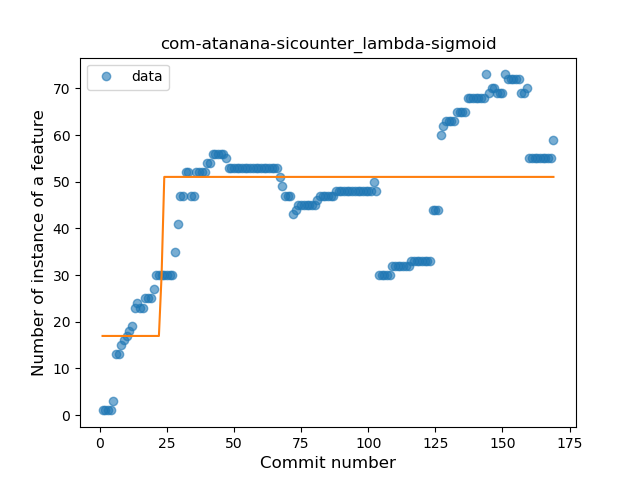 com-atanana-sicounter_lambda-sigmoid
data
Number of instance of a feature
70
60
50
40
30
20
10
0
0 25 50 75 100 125 150 175
Commit number